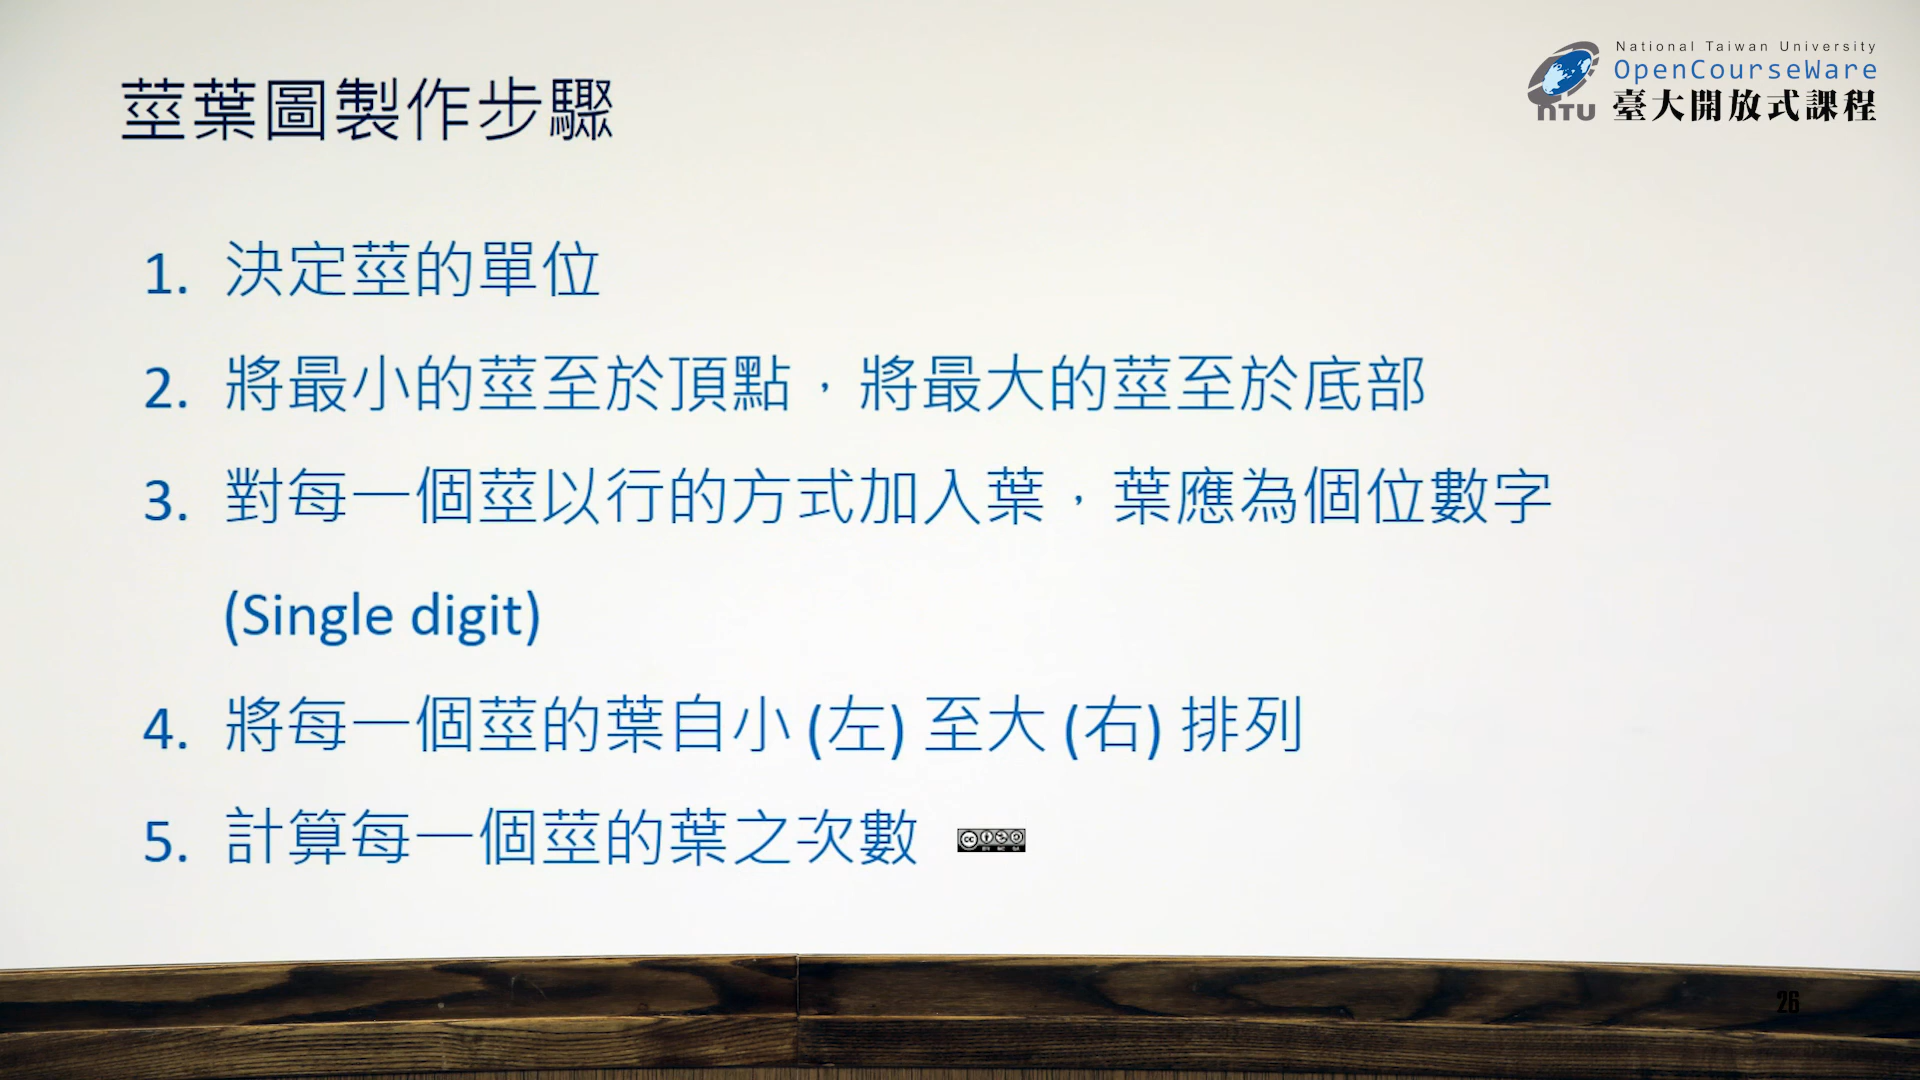 莖葉圖製作步驟
National Taiwan University
OpenCourseWare
臺大開放式課程
NTU
1. 決定莖的單位
2. 將最小的莖至於頂點，將最大的莖至於底部
3. 對每一個莖以行的方式加入葉，葉應為個位數字
(Single digit)
4. 將每一個莖的葉自小 (左) 至大 (右) 排列
5. 計算每一個莖的葉之次數
26